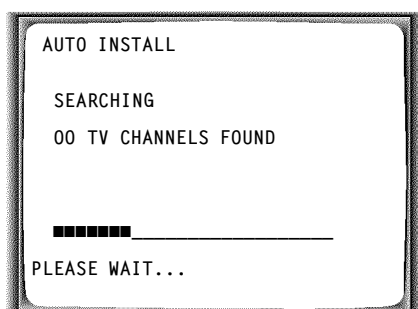 AUTO INSTALL
SEARCHING
00 TV CHANNELS FOUND
PLEASE WAIT...